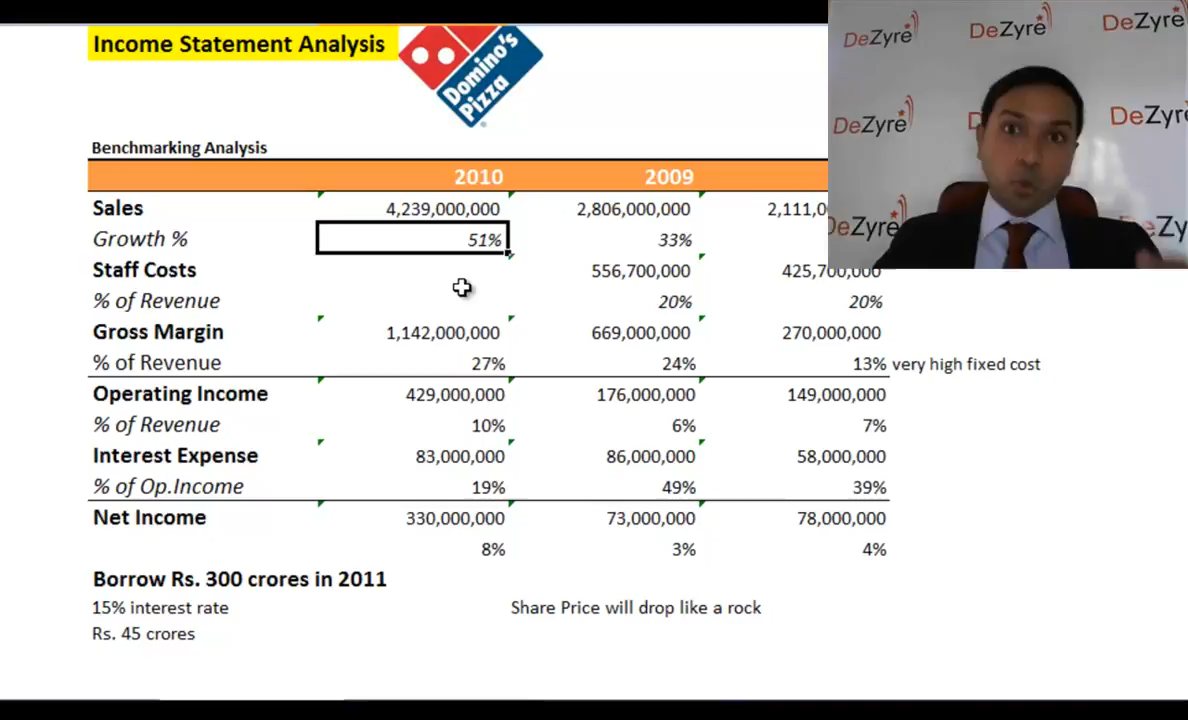 Income Statement Analysis
Domino's
Pizza
DeZyre
DeZyre
DeZyre
DeZyre
DeZyre
Benchmarking Analysis
2010 2009
Sales 4,239,000,000 2,806,000,000 2,111,0
Growth % 51% 33%
Staff Costs 556,700,000 425,700,000
% of Revenue 20% 20%
Gross Margin 1,142,000,000 669,000,000 270,000,000
% of Revenue 27% 24% 13% very high fixed cost
Operating Income 429,000,000 176,000,000 149,000,000
% of Revenue 10% 6% 7%
Interest Expense 83,000,000 86,000,000 58,000,000
% of Op.Income 19% 49% 39%
Net Income 330,000,000 73,000,000 78,000,000
8% 3% 4%
Borrow Rs. 300 crores in 2011
15% interest rate Share Price will drop like a rock
Rs. 45 crores